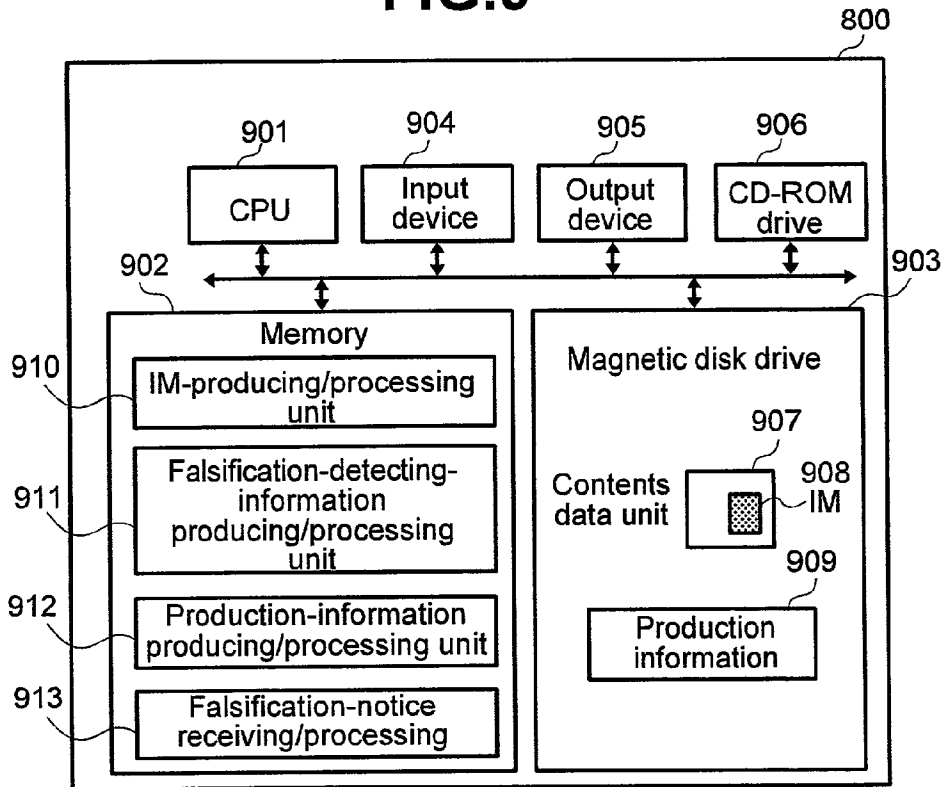 800
901
904
905
906
CPU
Input
device
Output
device
CD-ROM
drive
902
903
Memory
910
IM-producing/processing
unit
911
Falsification-detecting-
information
producing/processing
unit
912
Production-information
producing/processing unit
913
Falsification-notice
receiving/processing
Magnetic disk drive
907
Contents
data unit
908
IM
909
Production
information